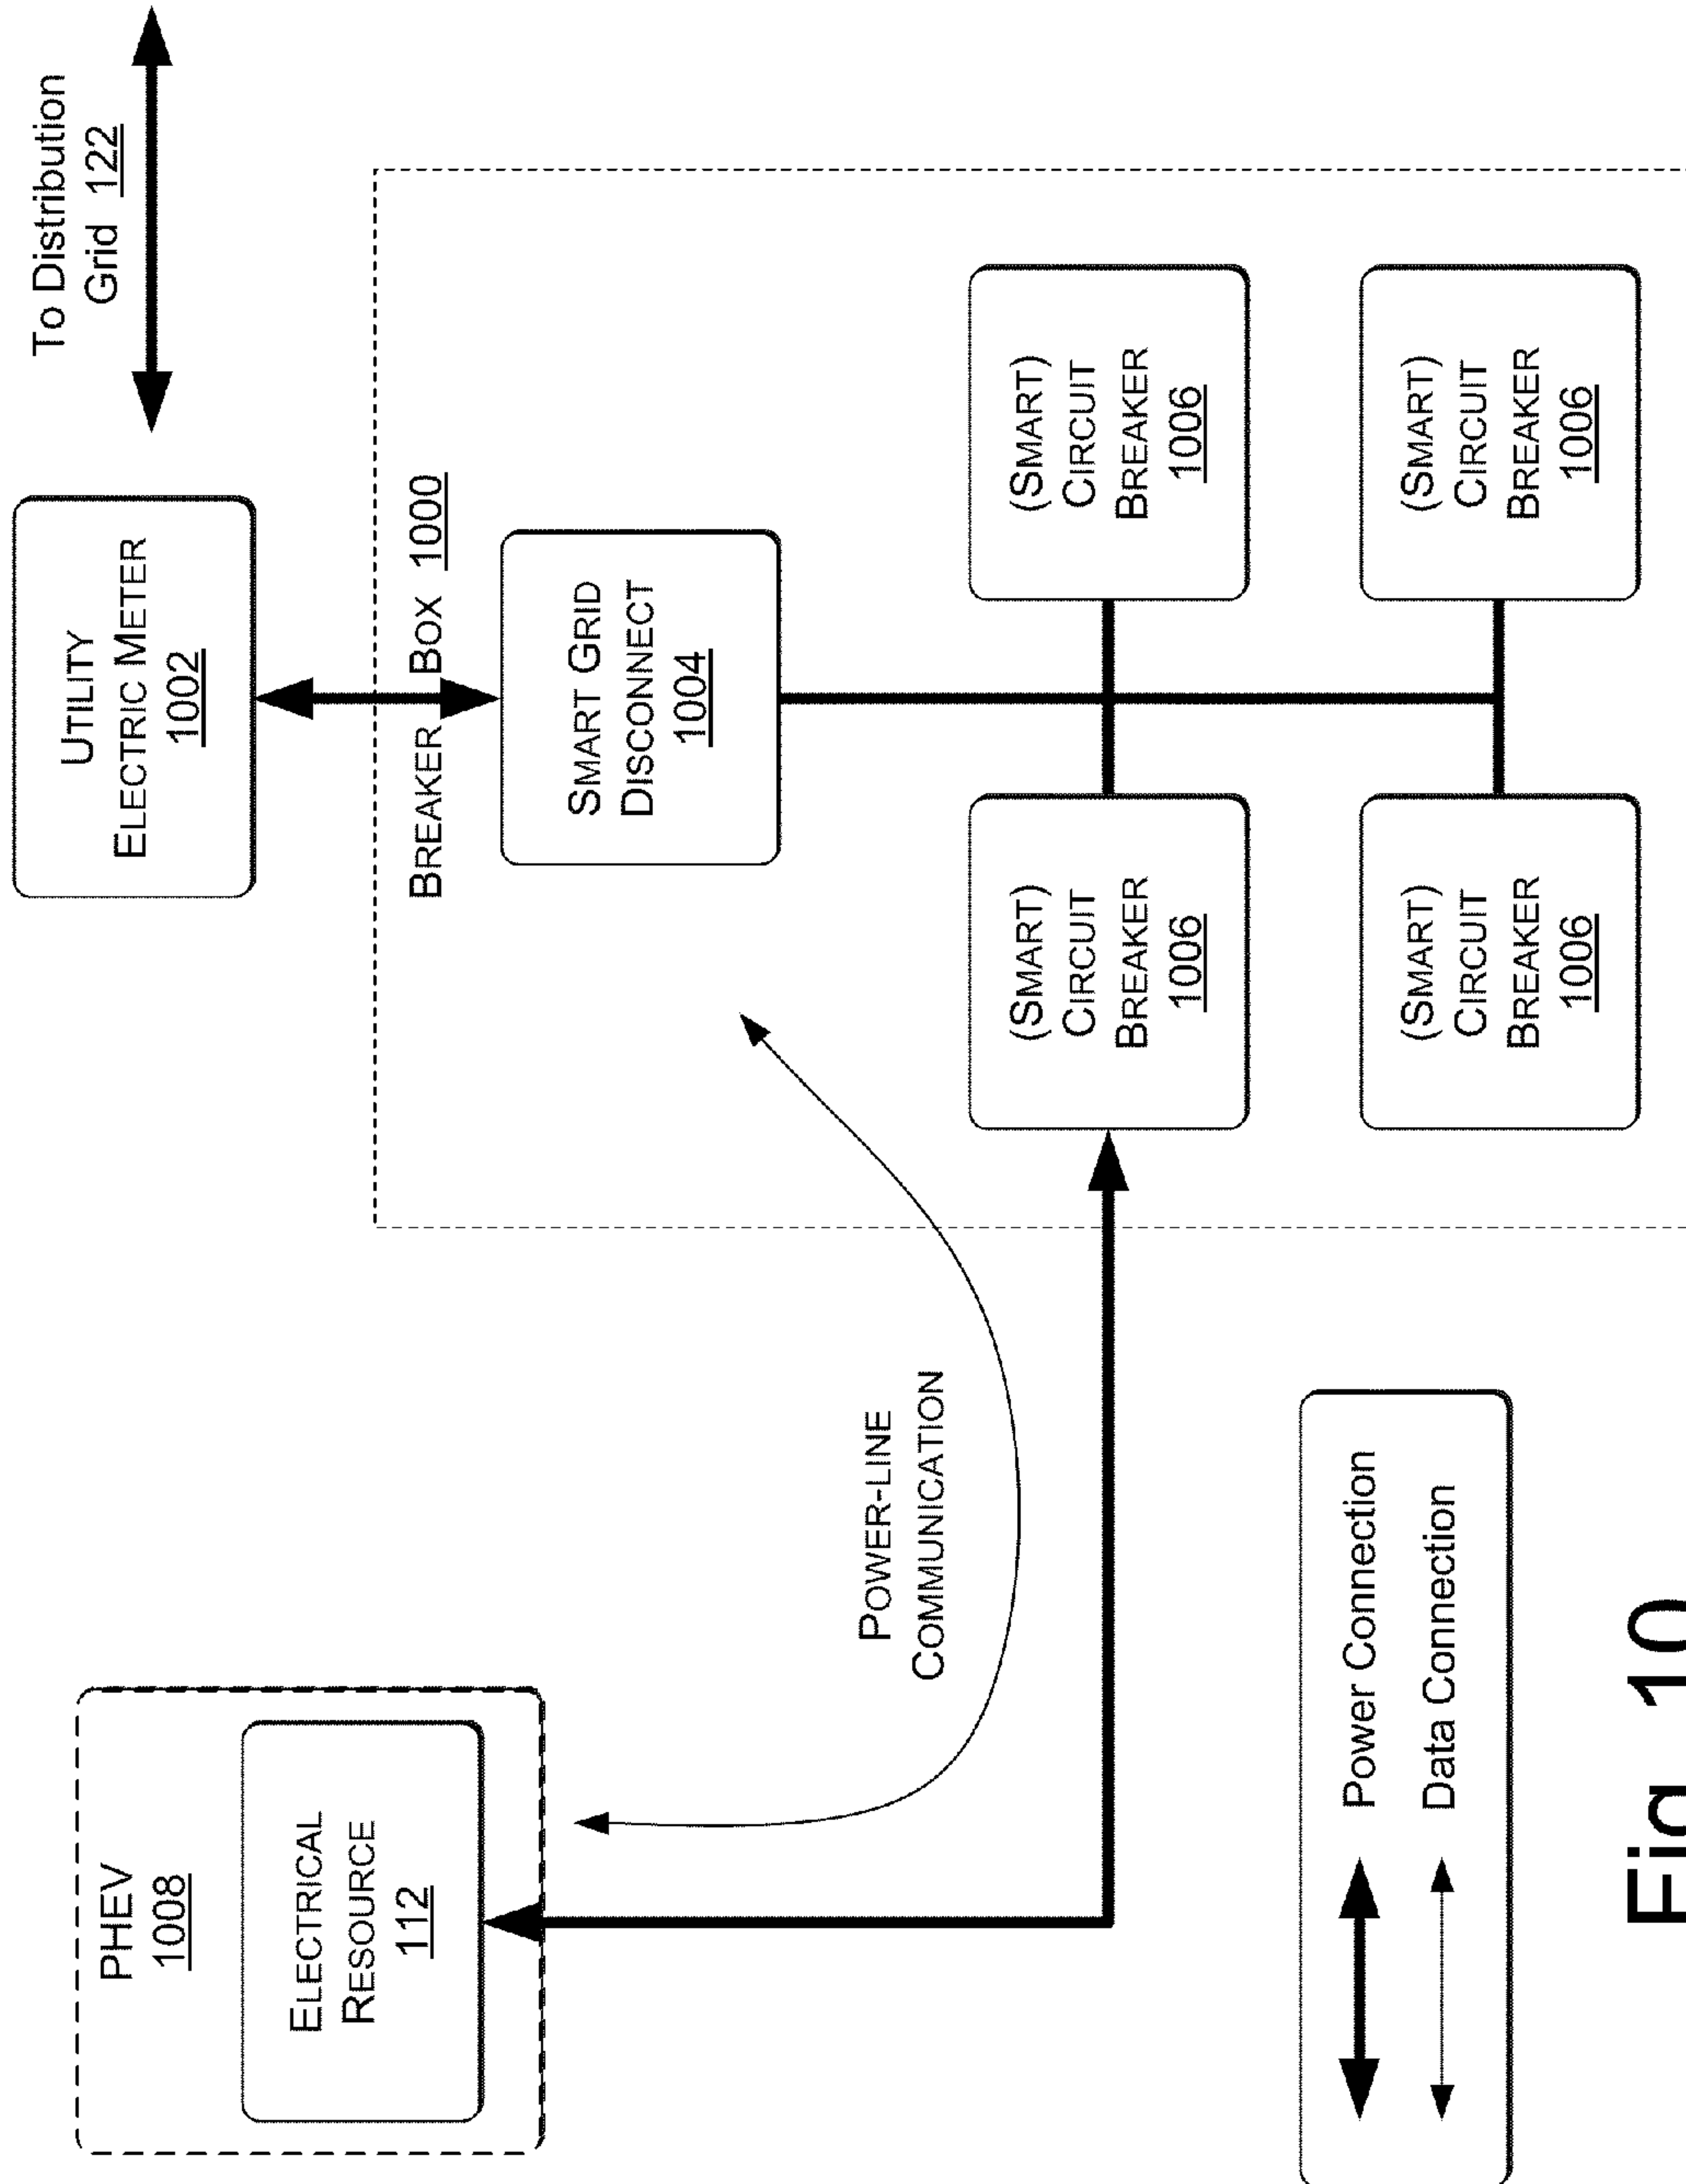 To Distribution
Grid 122
UTILITY
ELECTRIC METER
1002
BREAKER BOX 1000
SMART GRID
DISCONNECT
1004
(SMART)
CIRCUIT
BREAKER
1006
(SMART)
CIRCUIT
BREAKER
1006
(SMART)
CIRCUIT
BREAKER
1006
(SMART)
CIRCUIT
BREAKER
1006
PHEV
1008
ELECTRICAL
RESOURCE
112
POWER-LINE
COMMUNICATION
Power Connection
Data Connection
Fig. 10